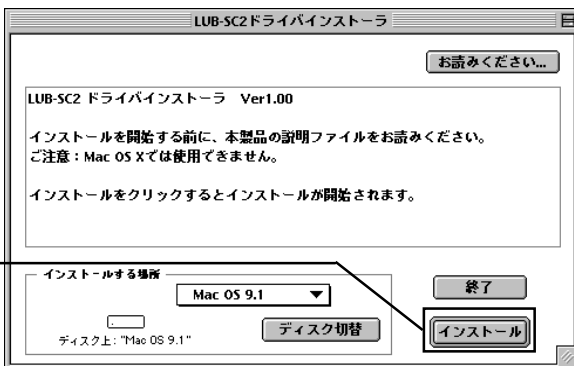 LUB-SC2ドライバインストーラ
お読みください...
LUB-SC2 ドライバインストーラ Ver1.00
インストールを開始する前に、本製品の説明ファイルをお読みください。
ご注意：Mac OS Xでは使用できません。
インストールをクリックするとインストールが開始されます。
インストールする場所
Mac OS 9.1
終了
ディスク切替
インストール
ディスク上: "Mac OS 9.1"